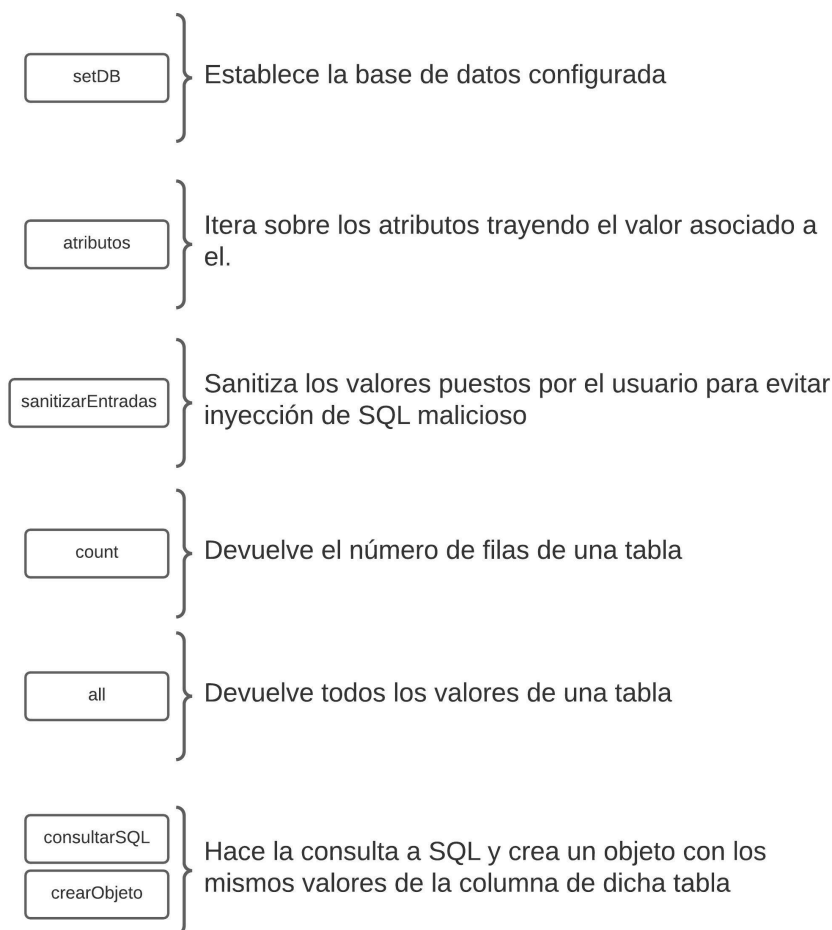 setDB
Establece la base de datos configurada
atributos
Itera sobre los atributos trayendo el valor asociado a
el.
sanitizarEntradas
Sanitiza los valores puestos por el usuario para evitar
inyección de SQL malicioso
count
Devuelve el número de filas de una tabla
all
Devuelve todos los valores de una tabla
consultarSQL
crearObjeto
Hace la consulta a SQL y crea un objeto con los
mismos valores de la columna de dicha tabla